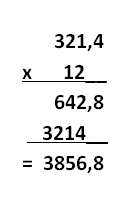 321,4
x 12__
642,8
3214__
= 3856,8